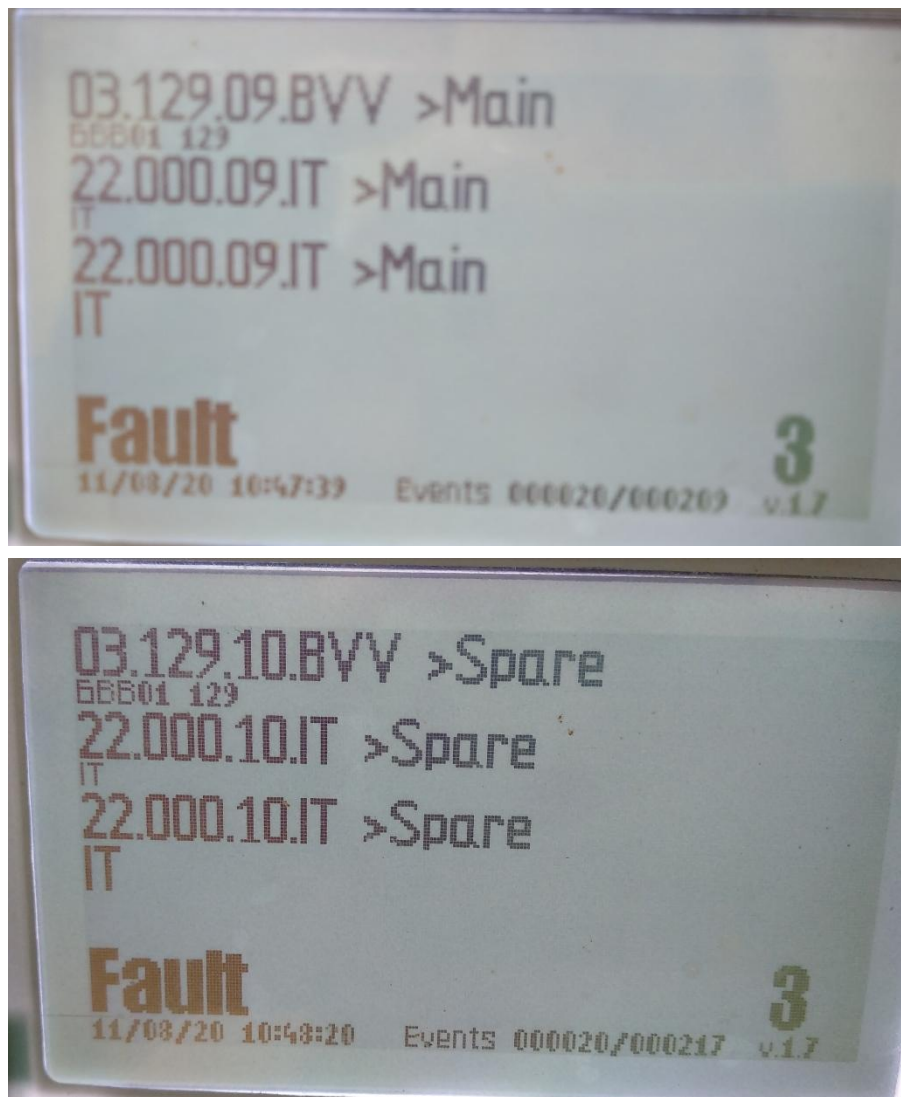 03.129.09.BVV >Main
БББ01 129
22.000.09.IT >Main
IT
22.000.09.IT >Main
IT
Fault
3
11/08/20 10:47:39 Events 000020/000209 v.1.7
03.129.10.BVV >Spare
БББ01 129
22.000.10.IT >Spare
IT
22.000.10.IT >Spare
IT
Fault
3
11/08/20 10:48:20 Events 000020/000217 v.1.7